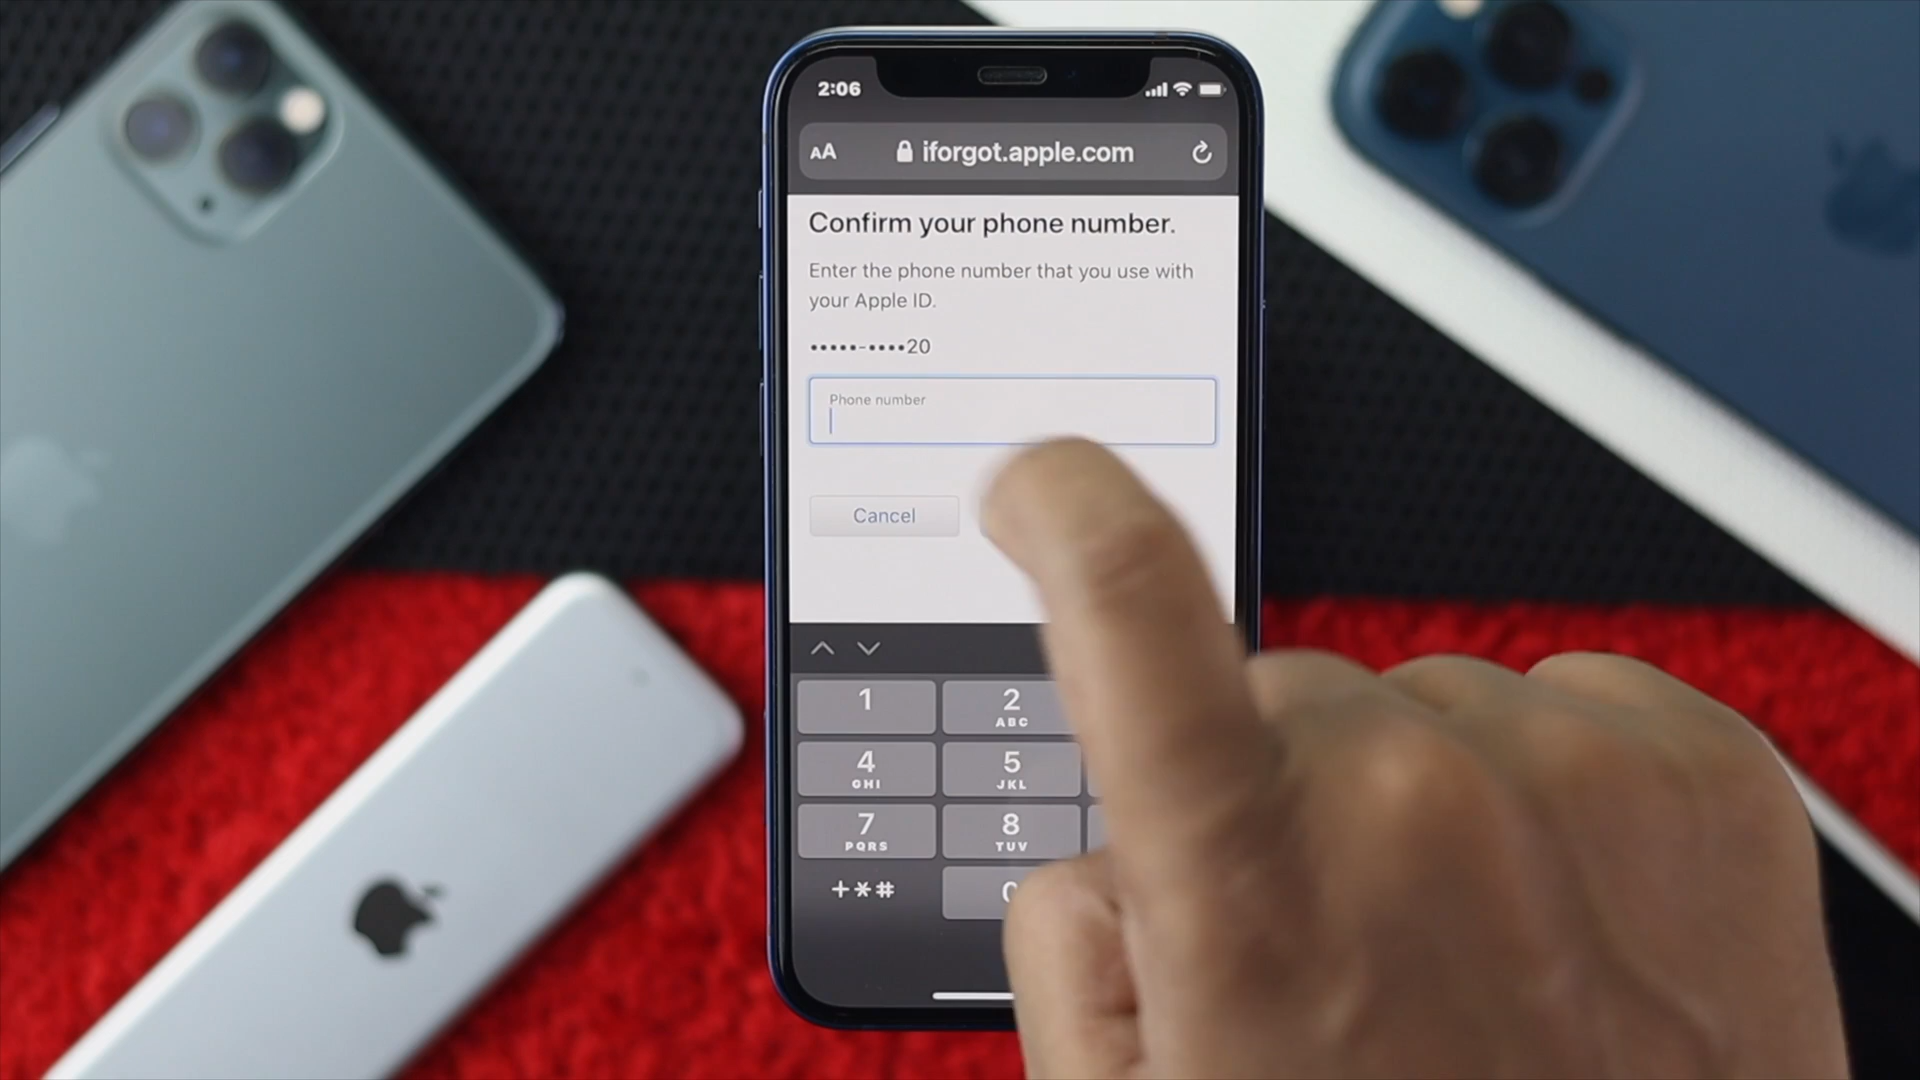 2:06
AA iforgot.apple.com
Confirm your phone number.
Enter the phone number that you use with
your Apple ID.
•••••-••••20
Phone number
Cancel
1 2
ABC
4 5
GHI JKL
7 8
PQRS TUV
+*#